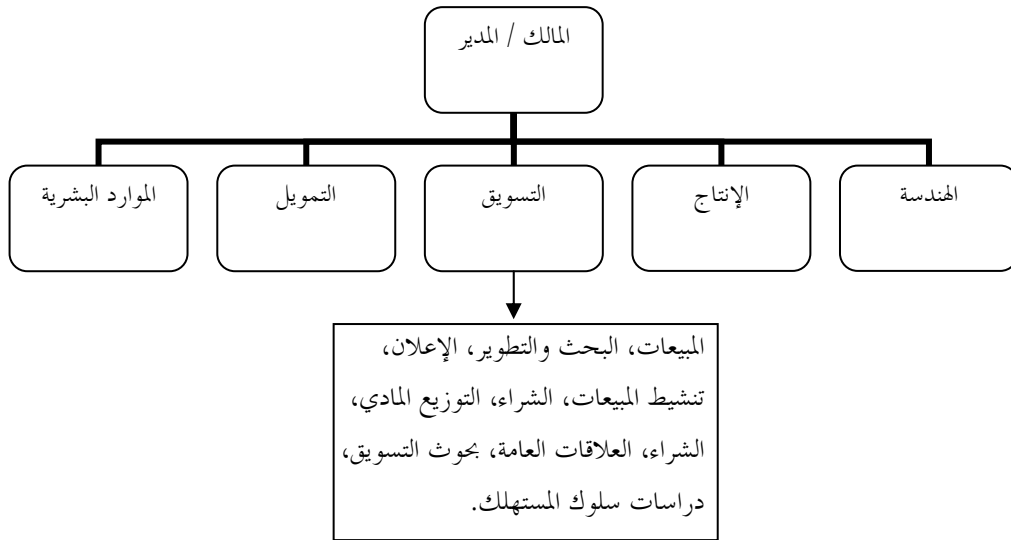 المالك / المدير
الهندسة
الإنتاج
التسويق
التمويل
الموارد البشرية
المبيعات، البحث والتطوير، الإعلان،
تنشيط المبيعات، الشراء، التوزيع المادي،
الشراء، العلاقات العامة، بحوث التسويق،
دراسات سلوك المستهلك.